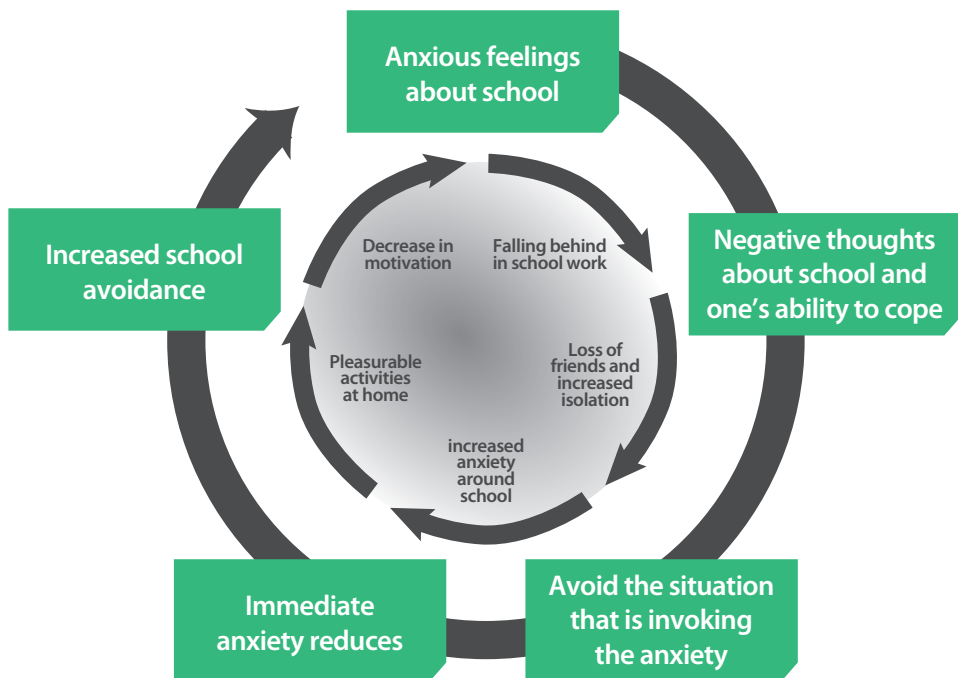 Anxious feelings
about school
Negative thoughts
about school and
one’s ability to cope
Avoid the situation
that is invoking
the anxiety
Immediate
anxiety reduces
Increased school
avoidance
Falling behind
in school work
Loss of
friends and
increased
isolation
increased
anxiety
around
school
Pleasurable
activities
at home
Decrease in
motivation